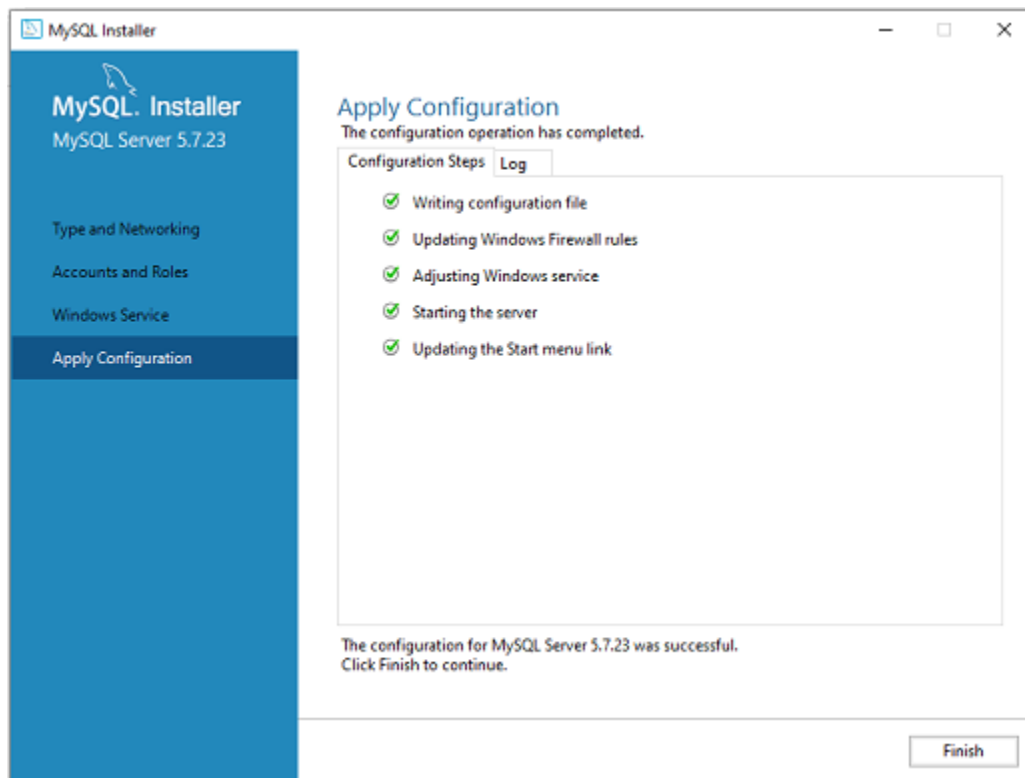 MySQL Installer
MySQL. Installer
MySQL Server 5.7.23
Type and Networking
Accounts and Roles
Windows Service
Apply Configuration
Apply Configuration
The configuration operation has completed.
Configuration Steps
Log
Writing configuration file
Updating Windows Firewall rules
Adjusting Windows service
Starting the server
Updating the Start menu link
The configuration for MySQL Server 5.7.23 was successful.
Click Finish to continue.
Finish